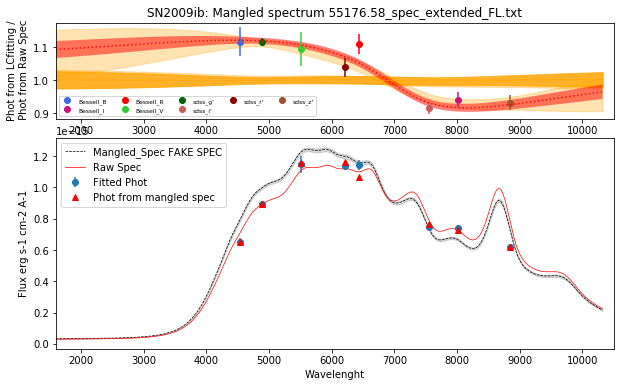 SN2009ib: Mangled spectrum 55176.58_spec_extended_FL.txt
Phot from LCfitting /
Phot from Raw Spec
1.1
1.0
0.9
Bessell_B
Bessell_I
Bessell_R
Bessell_V
sdss_g'
sdss_i'
sdss_r'
sdss_z'
2000 3000 4000 5000 6000 7000 8000 9000 10000
Flux erg s-1 cm-2 A-1
1.2
1.0
0.8
0.6
0.4
0.2
0.0
Mangled_Spec FAKE SPEC
Raw Spec
Fitted Phot
Phot from mangled spec
2000 3000 4000 5000 6000 7000 8000 9000 10000
Wavelenght